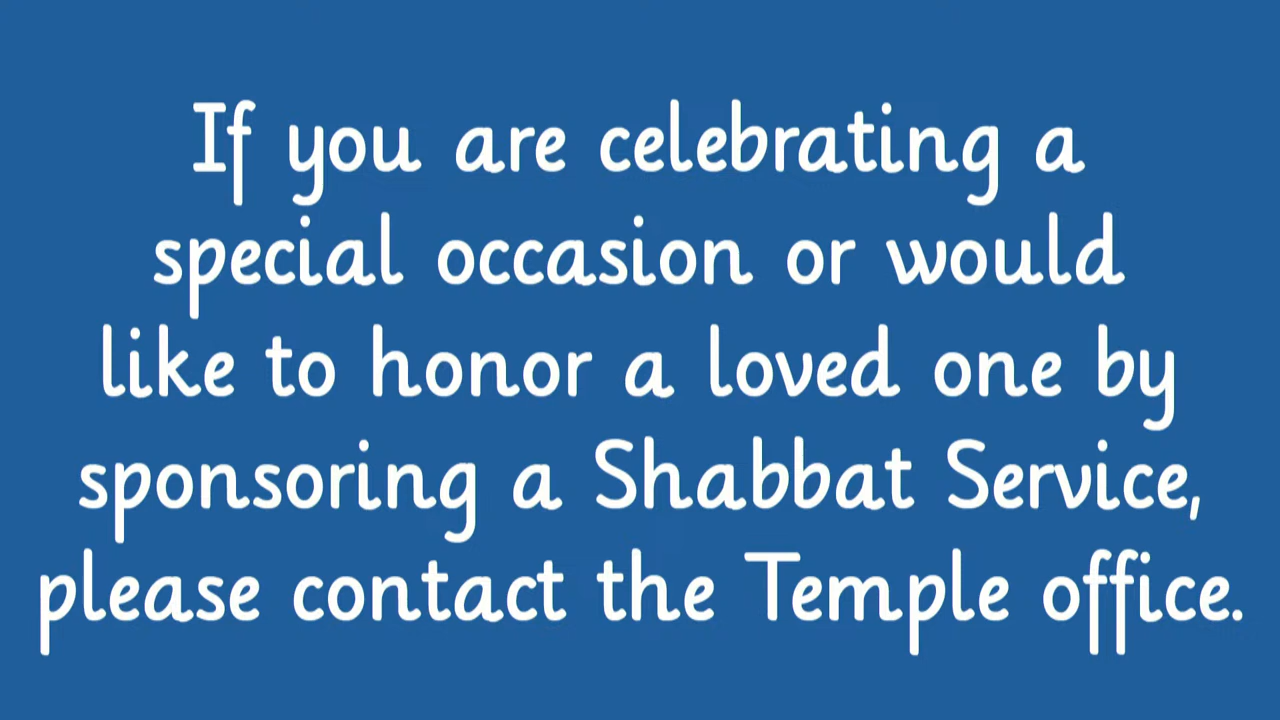 If you are celebrating a
special occasion or would
like to honor a loved one by
sponsoring a Shabbat Service,
please contact the Temple office.